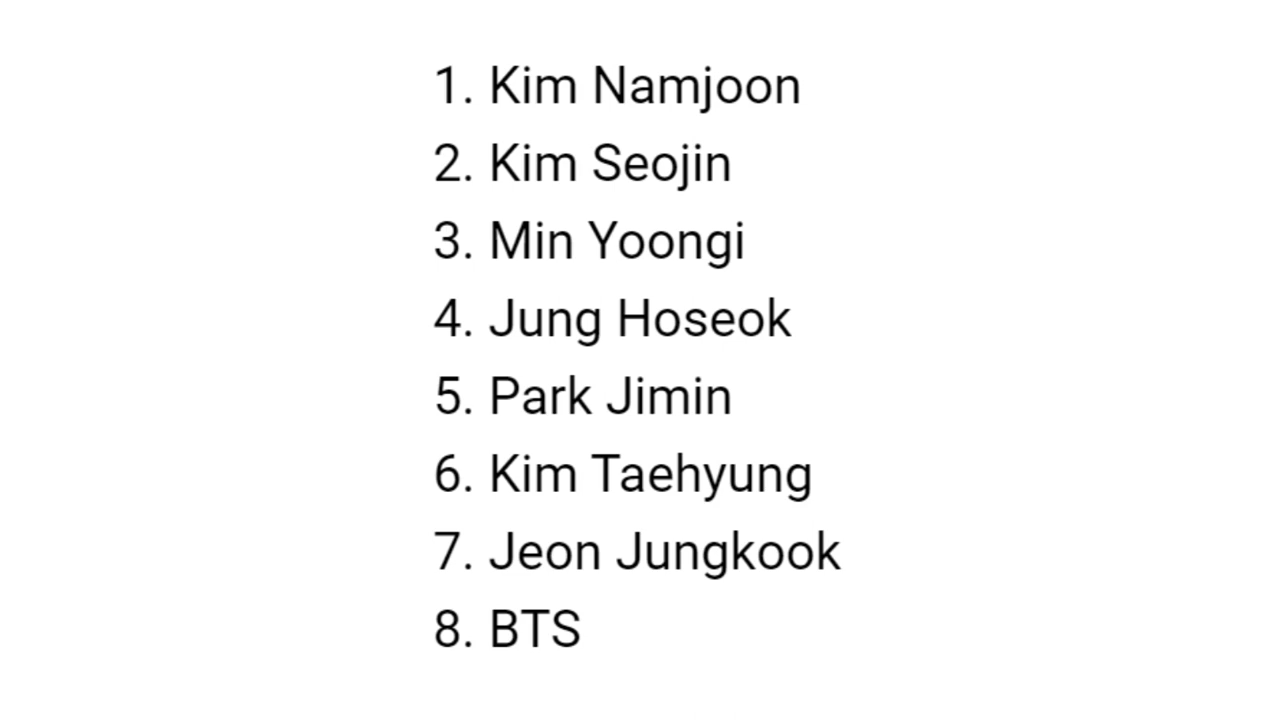 1. Kim Namjoon
2. Kim Seojin
3. Min Yoongi
4. Jung Hoseok
5. Park Jimin
6. Kim Taehyung
7. Jeon Jungkook
8. BTS